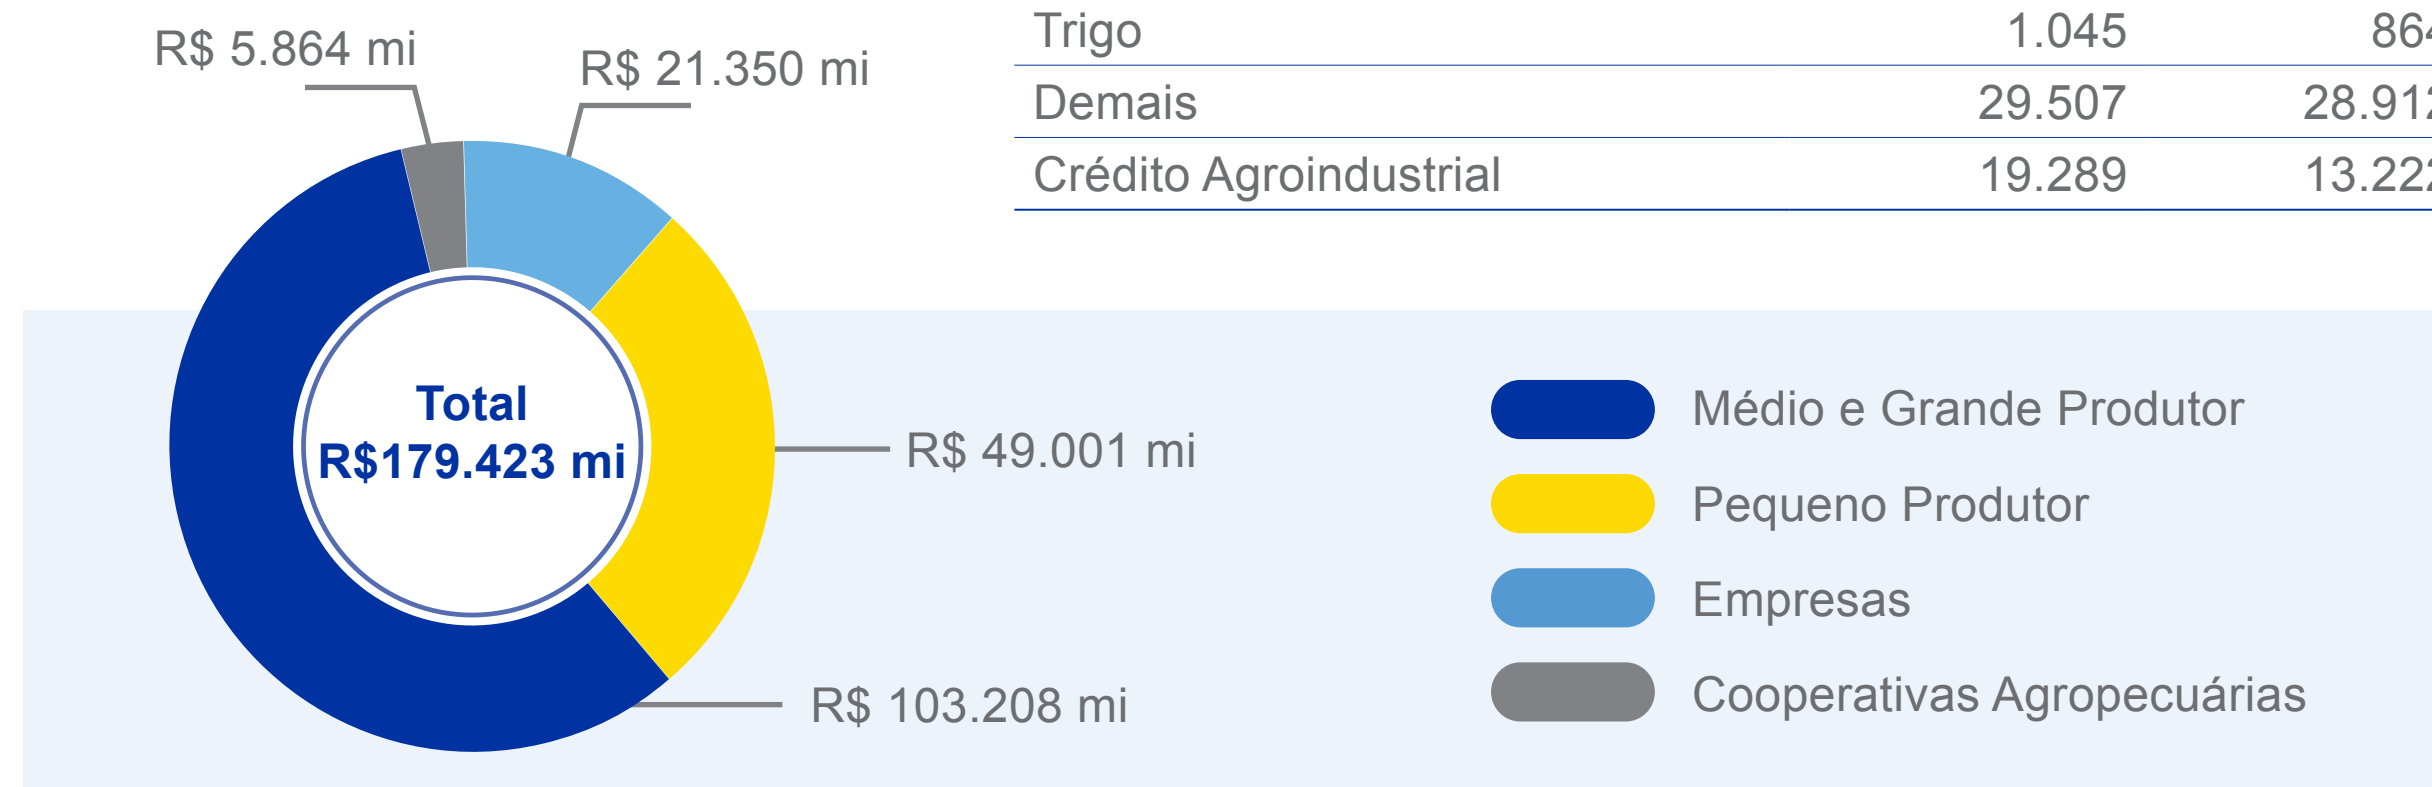 R$ 5.864 mi
R$ 21.350 mi
Total
R$179.423 mi
R$ 49.001 mi
R$ 103.208 mi
Trigo 1.045
Demais 29.507
Crédito Agroindustrial 19.289
Médio e Grande Produtor
Pequeno Produtor
Empresas
Cooperativas Agropecuárias